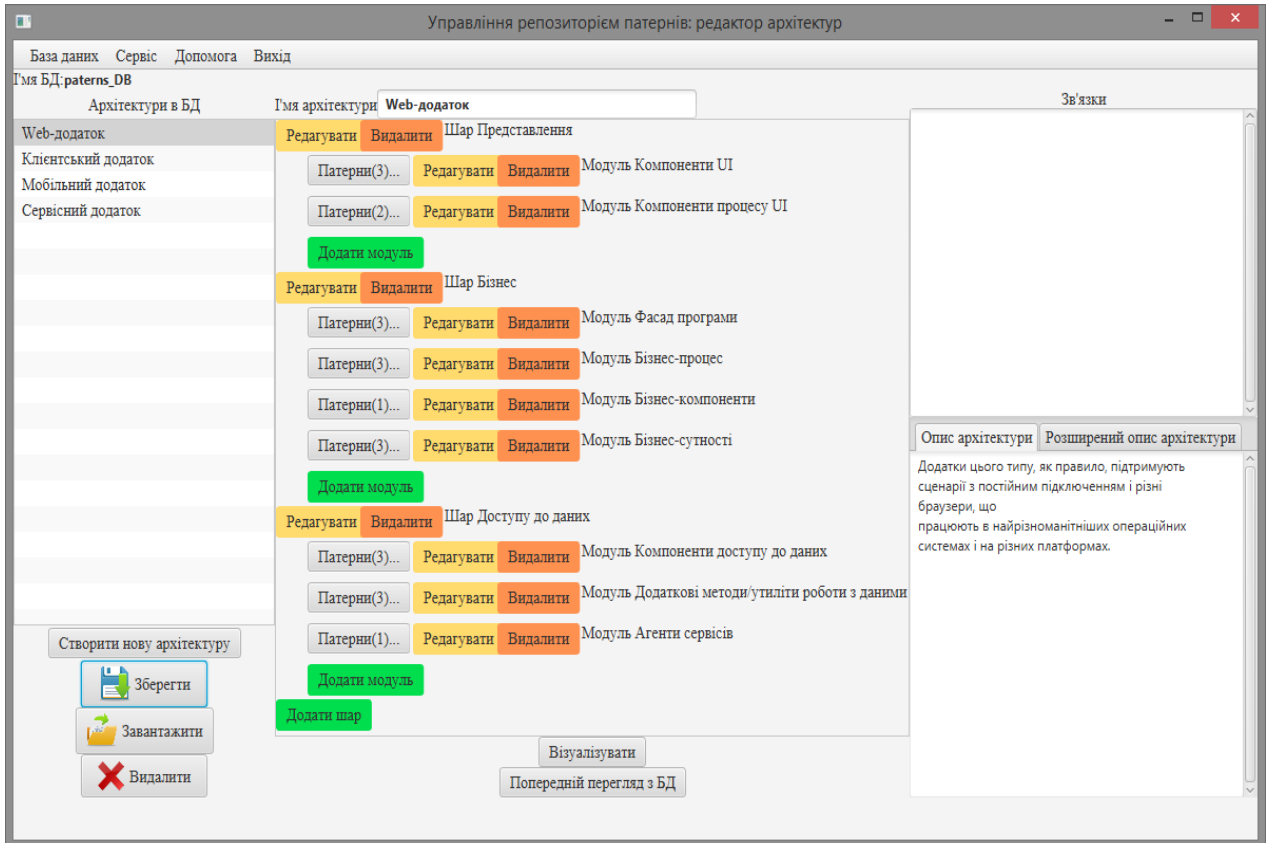 Управління репозиторієм патернів: редактор архітектур
База даних Сервіс Допомога Вихід
І'мя БД:paterns_DB
Архітектури в БД
Web-додаток
Клієнтський додаток
Мобільний додаток
Сервісний додаток
Створити нову архітектуру
Зберегти
Завантажити
Видалити
І'мя архітектури Web-додаток
Редагувати Видалити Шар Представлення
Патерни(3)... Редагувати Видалити Модуль Компоненти UI
Патерни(2)... Редагувати Видалити Модуль Компоненти процесу UI
Додати модуль
Редагувати Видалити Шар Бізнес
Патерни(3)... Редагувати Видалити Модуль Фасад програми
Патерни(3)... Редагувати Видалити Модуль Бізнес-процес
Патерни(1)... Редагувати Видалити Модуль Бізнес-компоненти
Патерни(3)... Редагувати Видалити Модуль Бізнес-сутності
Додати модуль
Редагувати Видалити Шар Доступу до даних
Патерни(3)... Редагувати Видалити Модуль Компоненти доступу до даних
Патерни(3)... Редагувати Видалити Модуль Додаткові методи/утиліти роботи з даними
Патерни(1)... Редагувати Видалити Модуль Агенти сервісів
Додати модуль
Додати шар
Візуалізувати
Попередній перегляд з БД
Зв'язки
Опис архітектури Розширений опис архітектури
Додатки цього типу, як правило, підтримують
сценарії з постійним підключенням і різні
браузери, що
працюють в найрізноманітніших операційних
системах і на різних платформах.